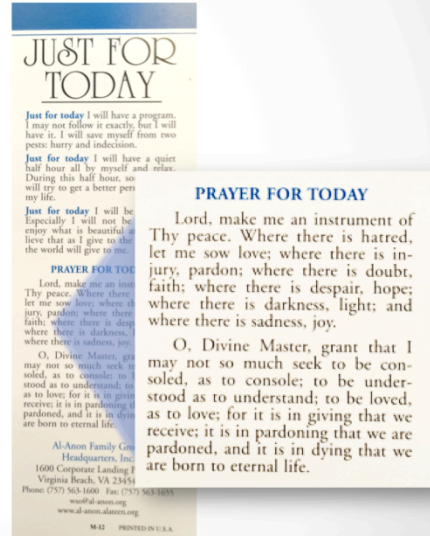 JUST FOR
TODAY
Just for today I will have a program.
I may not follow it exactly, but I will
have it. I will save myself from two
pests: hurry and indecision.
Just for today I will have a quiet
half hour all by myself and relax.
During this half hour, so
will try to get a better per
my life.
Just for today I will be
Especially I will not be
enjoy what is beautiful
lieve that as I give to the
the world will give to me.
PRAYER FOR TOD
Lord, make me an inst
Thy peace. Where there
let me sow love; where th
jury, pardon; where there
faith; where there is desp
where there is darkness, l
where there is sadness, joy.
O, Divine Master, gra
may not so much seek t
soled, as to console; to b
stood as to understand; to
as to love; for it is in givin
receive; it is in pardoning t
pardoned, and it is in dyin
are born to eternal life.
Al-Anon Family Gro
Headquarters, Inc.
1600 Corporate Landing P
Virginia Beach, VA 23454
Phone: (757) 563-1600 Fax: (757) 563-1655
wso@al-anon.org
www.al-anon.alateen.org
M-12 PRINTED IN U.S.A.
PRAYER FOR TODAY
Lord, make me an instrument of
Thy peace. Where there is hatred,
let me sow love; where there is in-
jury, pardon; where there is doubt,
faith; where there is despair, hope;
where there is darkness, light; and
where there is sadness, joy.
O, Divine Master, grant that I
may not so much seek to be con-
soled, as to console; to be under-
stood as to understand; to be loved,
as to love; for it is in giving that we
receive; it is in pardoning that we are
pardoned, and it is in dying that we
are born to eternal life.